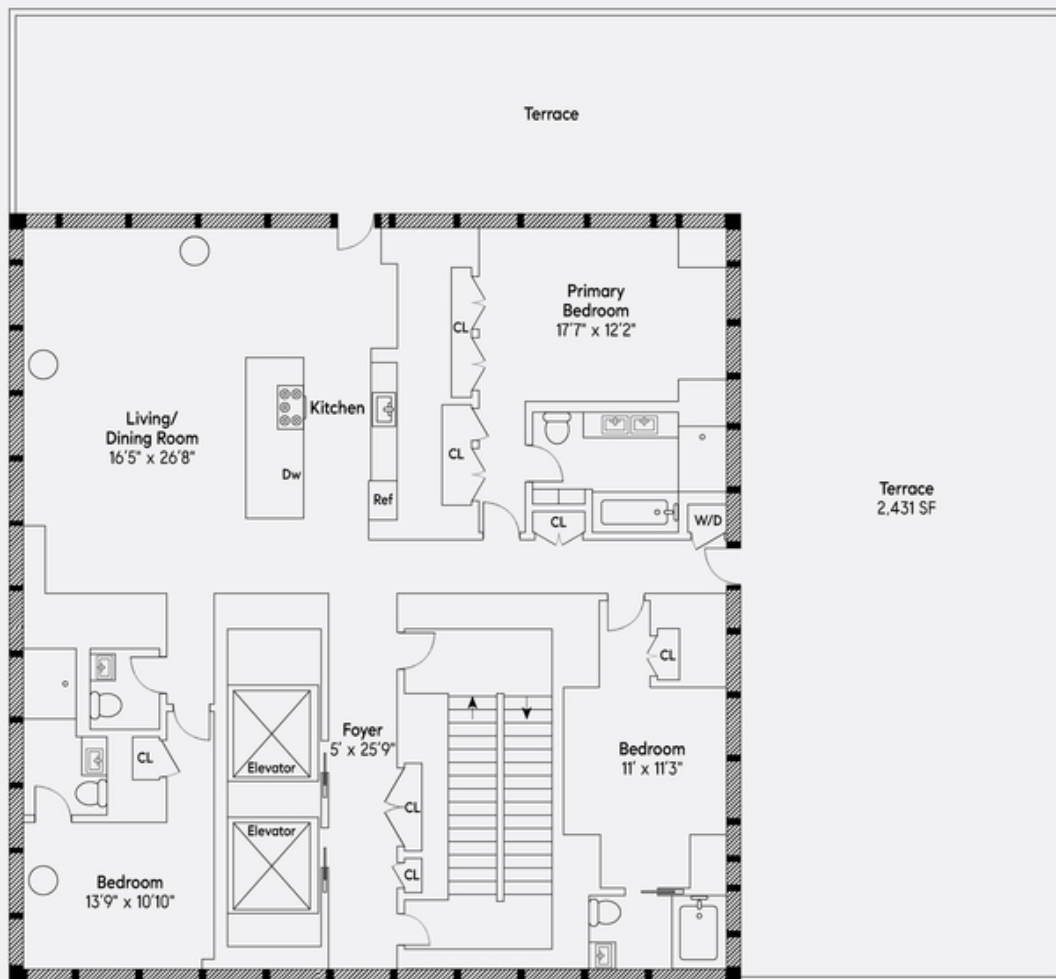 Terrace
Primary
Bedroom
17'7" x 12'2"
CL
Living/
Dining Room
16'5" x 26'8"
Kitchen
Dw
Ref
CL
CL
W/D
Terrace
2,431 SF
CL
CL
Foyer
5' x 25'9"
Elevator
Bedroom
11' x 11'3"
CL
Elevator
CL
Bedroom
13'9" x 10'10"